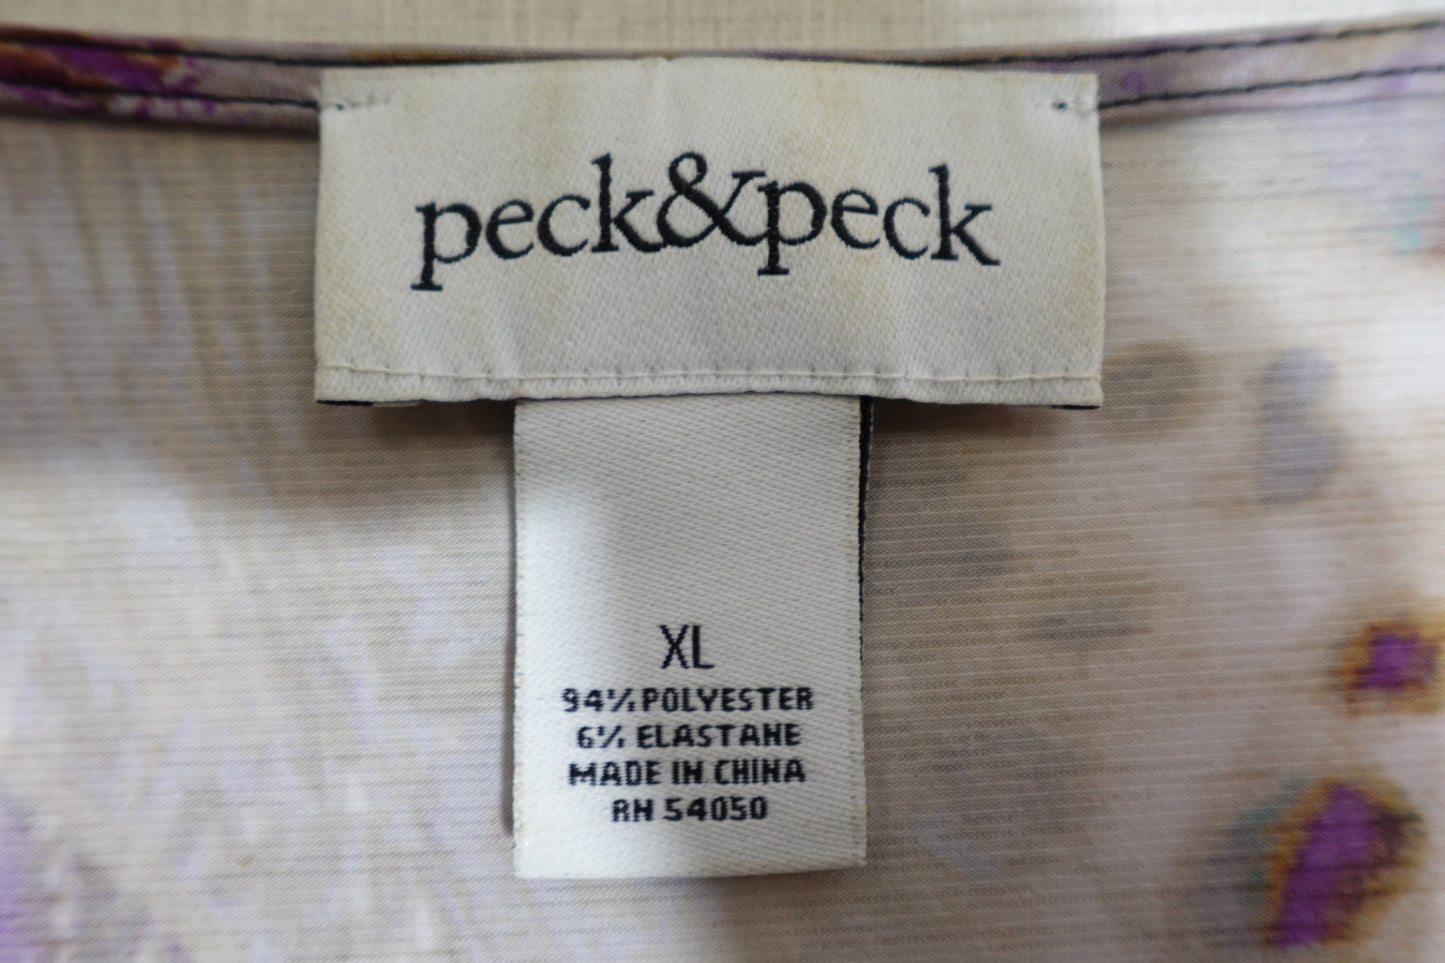 peck&peck
XL
94% POLYESTER
6% ELASTANE
MADE IN CHINA
RN 54050